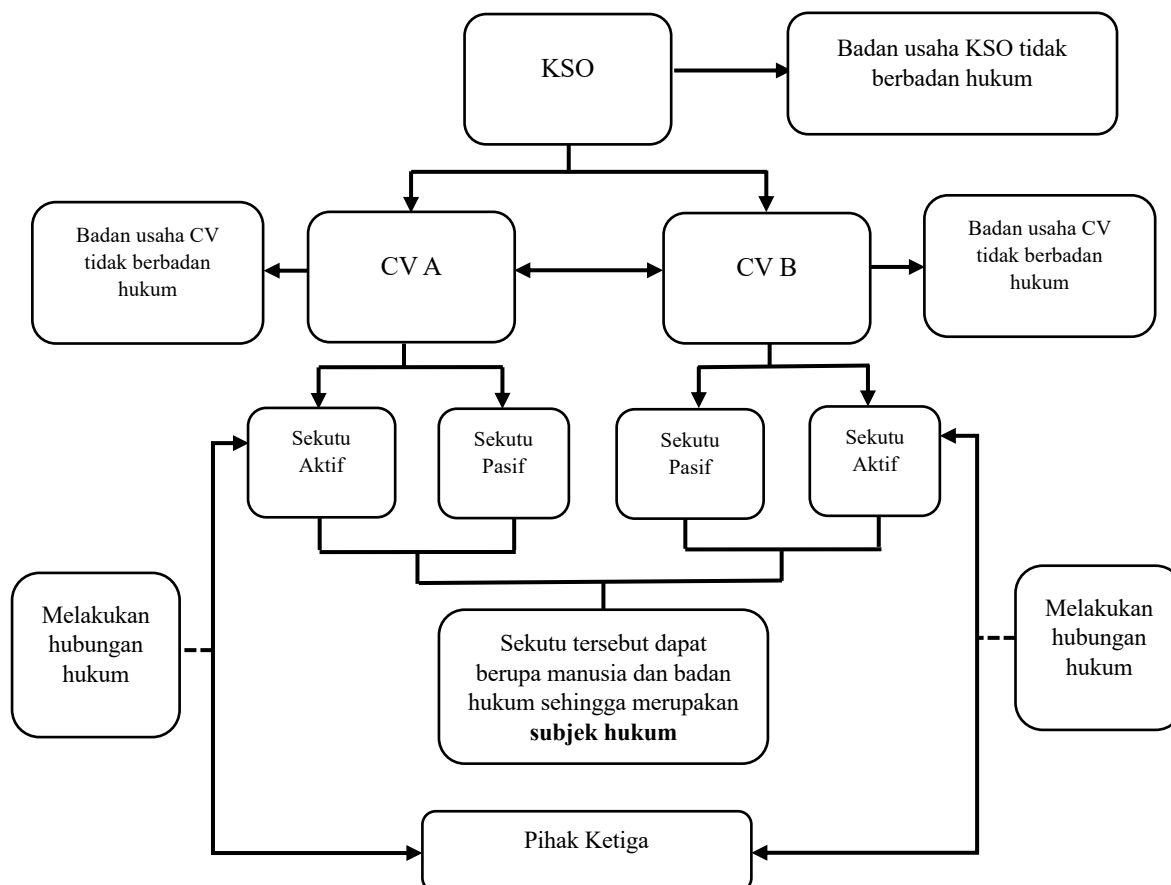 KSO
Badan usaha KSO tidak
berbadan hukum
Badan usaha CV
tidak berbadan
hukum
CV A
CV B
Badan usaha CV
tidak berbadan
hukum
Sekutu
Aktif
Sekutu
Pasif
Sekutu
Pasif
Sekutu
Aktif
Melakukan
hubungan
hukum
Sekutu tersebut dapat
berupa manusia dan badan
hukum sehingga merupakan
subjek hukum
Melakukan
hubungan
hukum
Pihak Ketiga